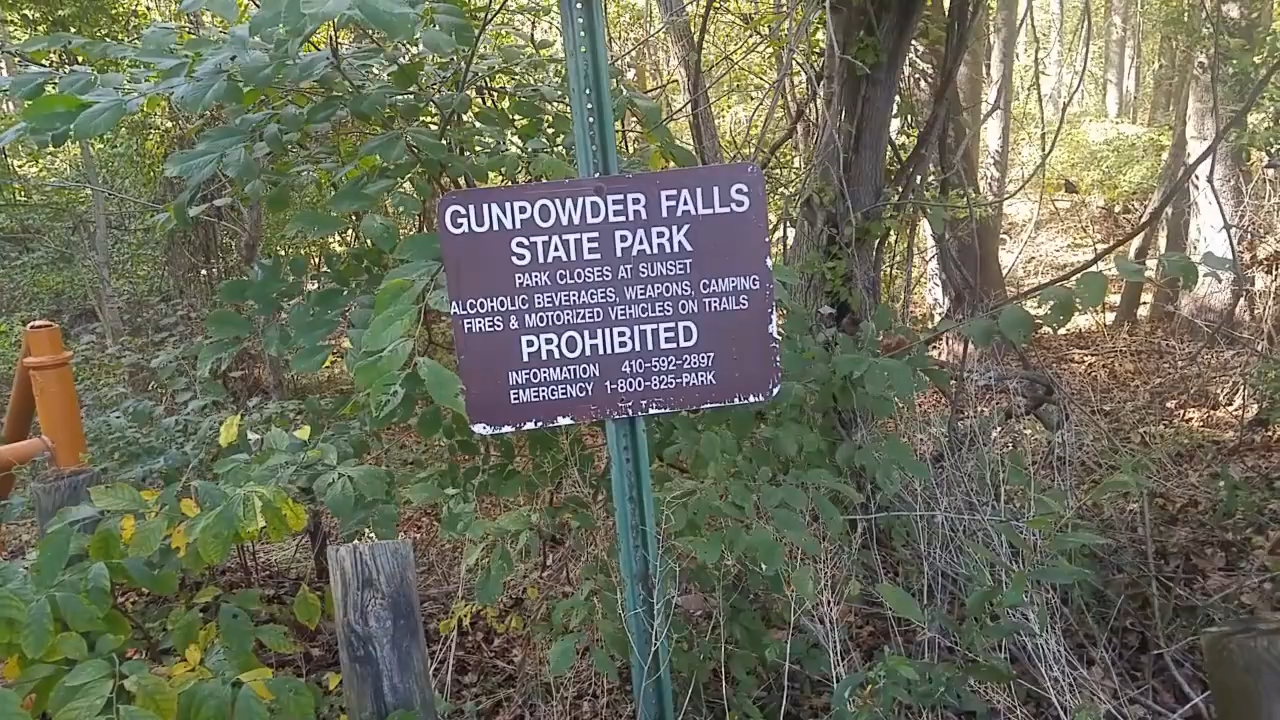 GUNPOWDER FALLS
STATE PARK
PARK CLOSES AT SUNSET
ALCOHOLIC BEVERAGES, WEAPONS, CAMPING
FIRES & MOTORIZED VEHICLES ON TRAILS
PROHIBITED
INFORMATION 410-592-2897
EMERGENCY 1-800-825-PARK